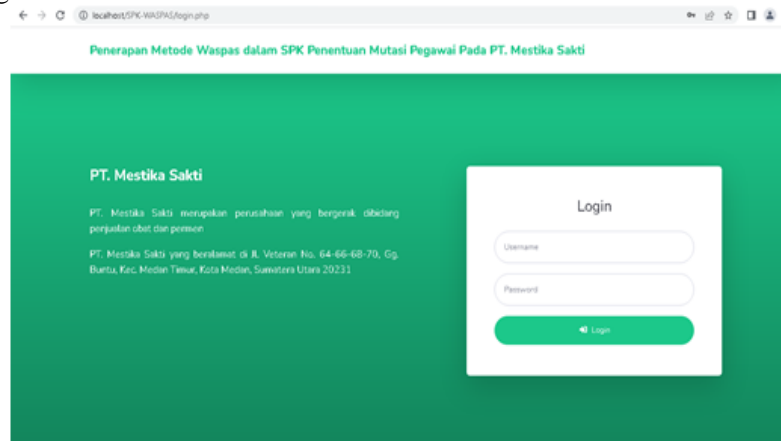 localhost/SPK-WASPAS/login.php
Penerapan Metode Waspas dalam SPK Penentuan Mutasi Pegawai Pada PT. Mestika Sakti
PT. Mestika Sakti
PT. Mestika Sakti merupakan perusahaan yang bergerak dibidang
penjualan obat dan permen
PT. Mestika Sakti yang beralamat di Jl. Veteran No. 64-66-68-70, Gg.
Buntu, Kec. Medan Timur, Kota Medan, Sumatera Utara 20231
Login
Username
Password
Login